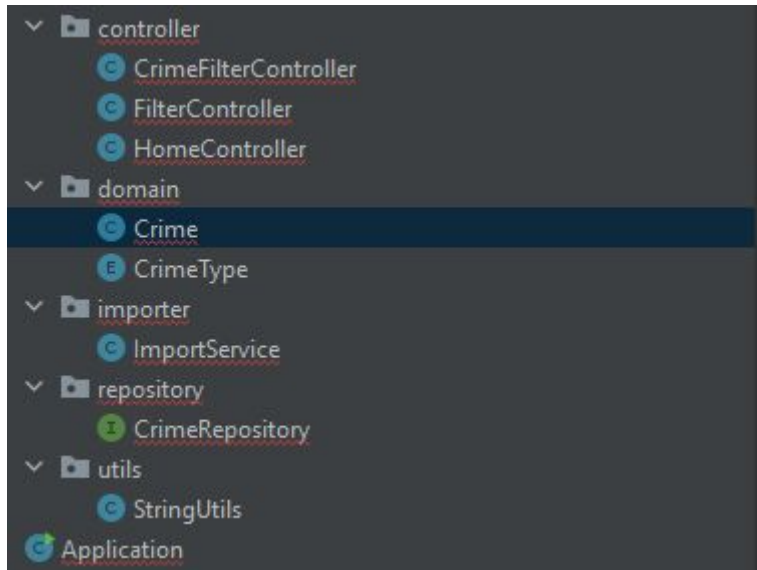 controller
C CrimeFilterController
C FilterController
C HomeController
domain
C Crime
E CrimeType
importer
C ImportService
repository
I CrimeRepository
utils
C StringUtils
C Application